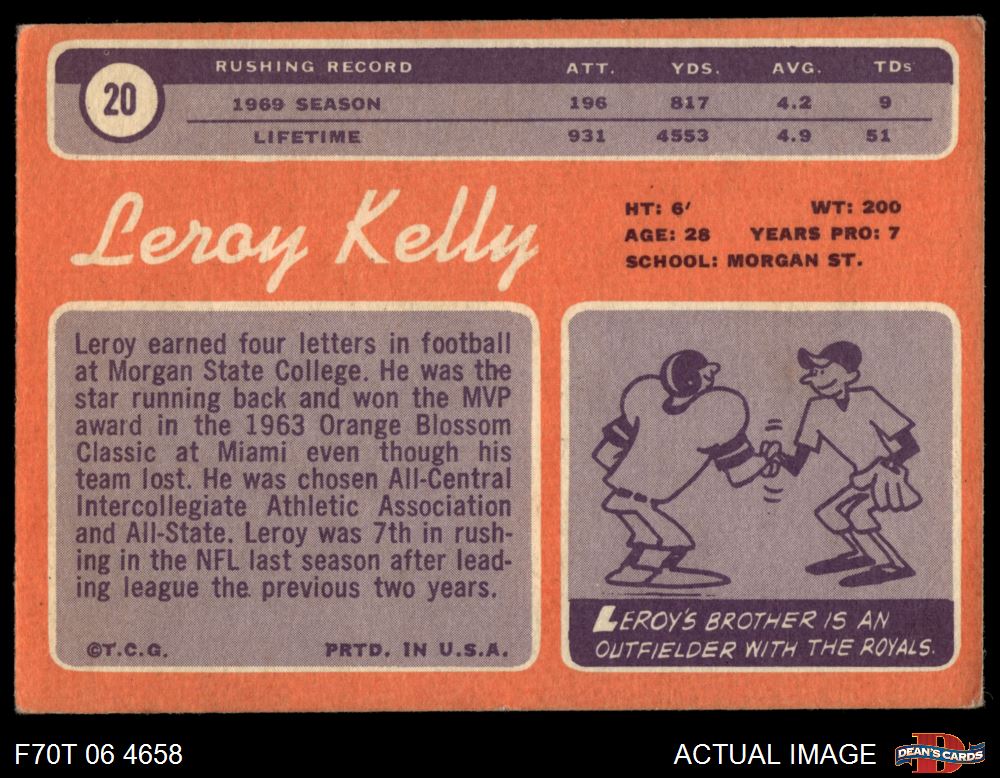 20
RUSHING RECORD ATT. YDS. AVG. TDs
1969 SEASON 196 817 4.2 9
LIFETIME 931 4553 4.9 51
Leroy Kelly
HT: 6' WT: 200
AGE: 28 YEARS PRO: 7
SCHOOL: MORGAN ST.
Leroy earned four letters in football
at Morgan State College. He was the
star running back and won the MVP
award in the 1963 Orange Blossom
Classic at Miami even though his
team lost. He was chosen All-Central
Intercollegiate Athletic Association
and All-State. Leroy was 7th in rush-
ing in the NFL last season after lead-
ing league the previous two years.
©T.C.G. PRTD. IN U.S.A.
LEROY'S BROTHER IS AN
OUTFIELDER WITH THE ROYALS.
F70T 06 4658 ACTUAL IMAGE
DEAN'S CARDS